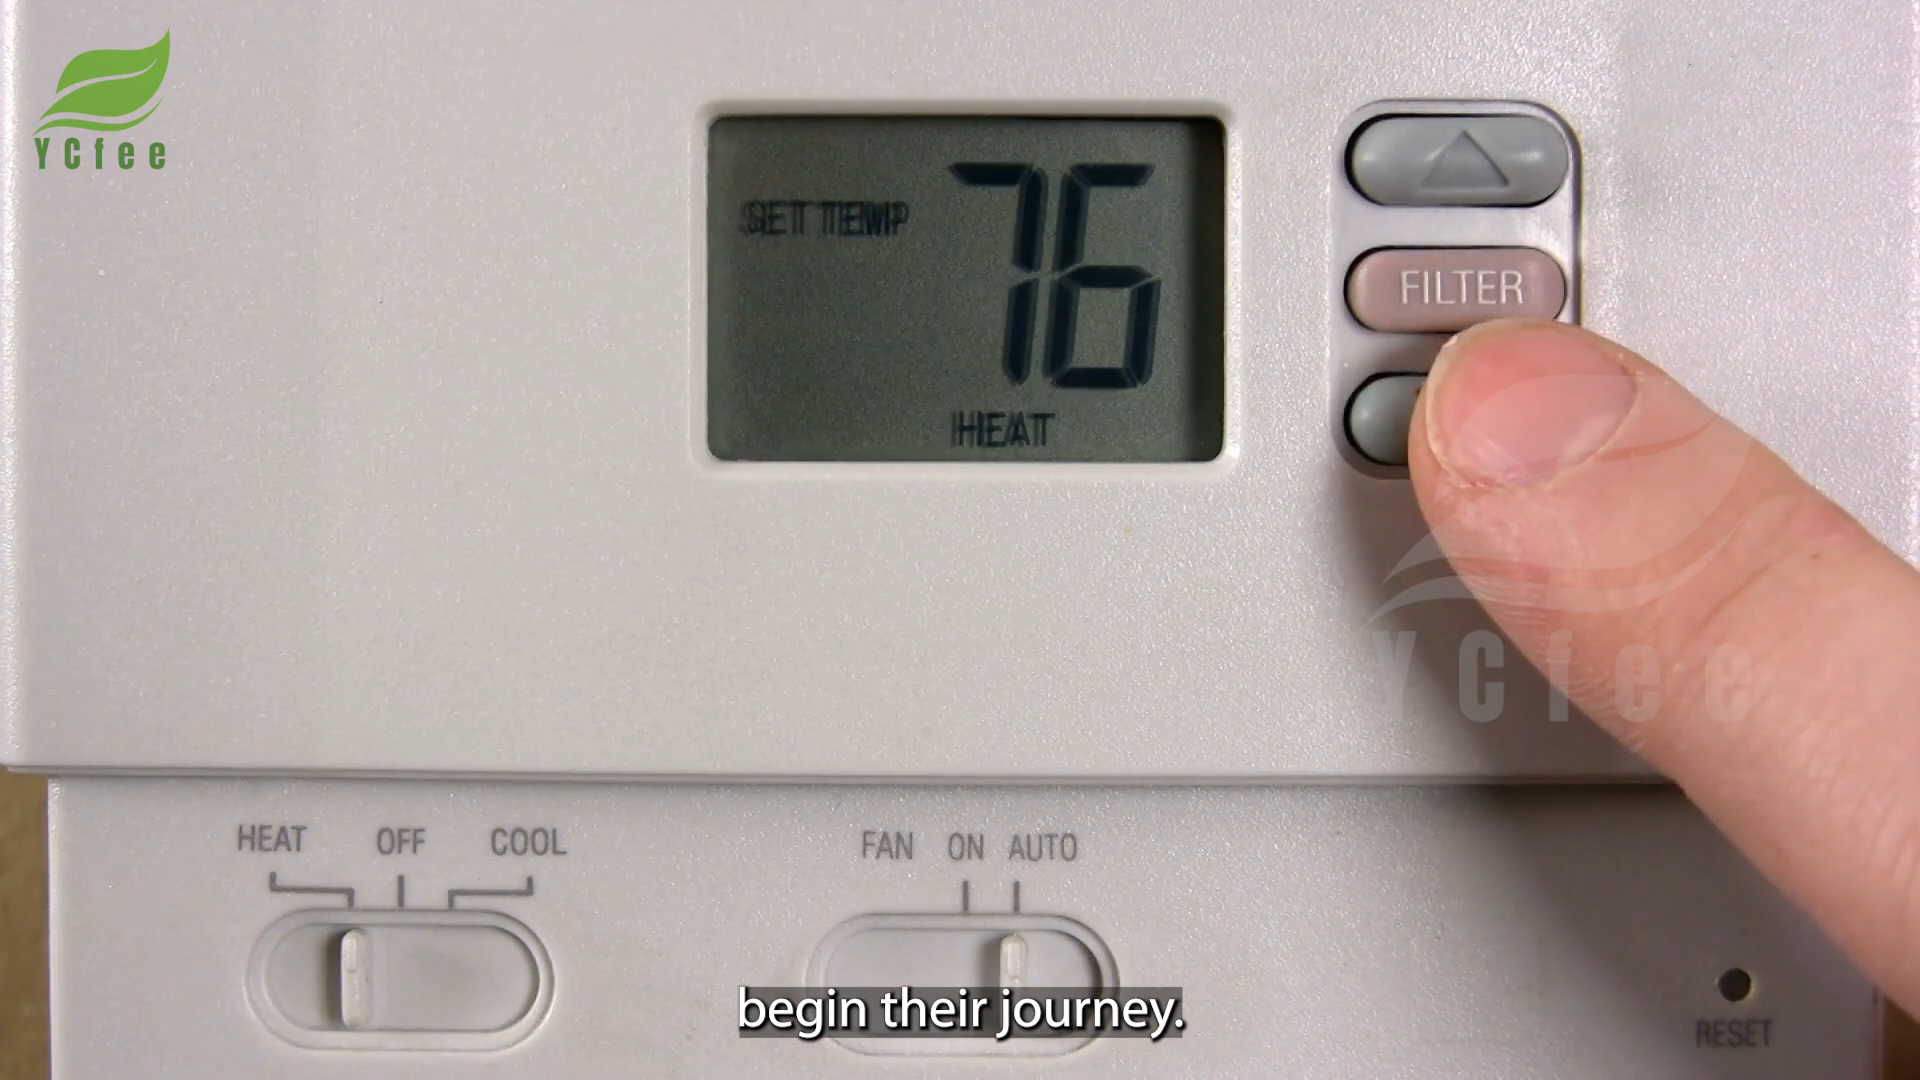 YCfee
SET TEMP
76
HEAT
FILTER
YCfee
HEAT OFF COOL
FAN ON AUTO
begin their journey.
RESET